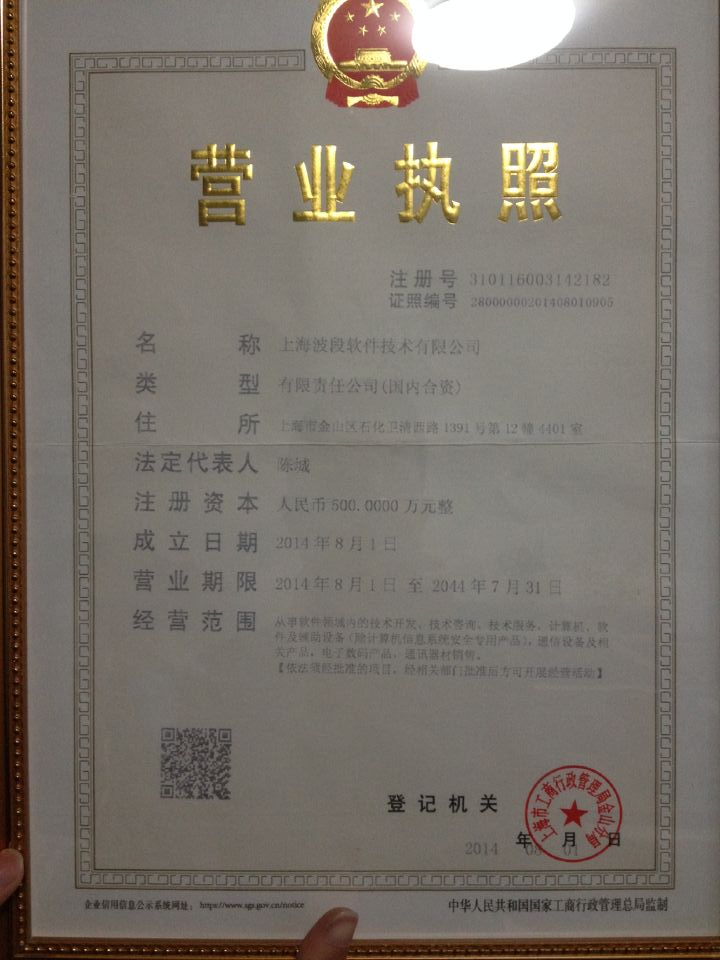 营业执照
注册号 310116003142182
证照编号 28000000201408010905
名称 上海波段软件技术有限公司
类型 有限责任公司(国内合资)
住所 上海市金山区石化卫清西路1391号第12幢4401室
法定代表人 陈城
注册资本 人民币500.0000万元整
成立日期 2014年8月1日
营业期限 2014年8月1日 至 2044年7月31日
经营范围 从事软件领域内的技术开发、技术咨询、技术服务，计算机、软
件及辅助设备（除计算机信息系统安全专用产品），通信设备及相
关产品，电子数码产品、通讯器材销售。
【依法须经批准的项目，经相关部门批准后方可开展经营活动】
登记机关
上海市工商行政管理局金山分局
2014年08月01日
企业信用信息公示系统网址： https://www.sgs.gov.cn/notice
中华人民共和国国家工商行政管理总局监制